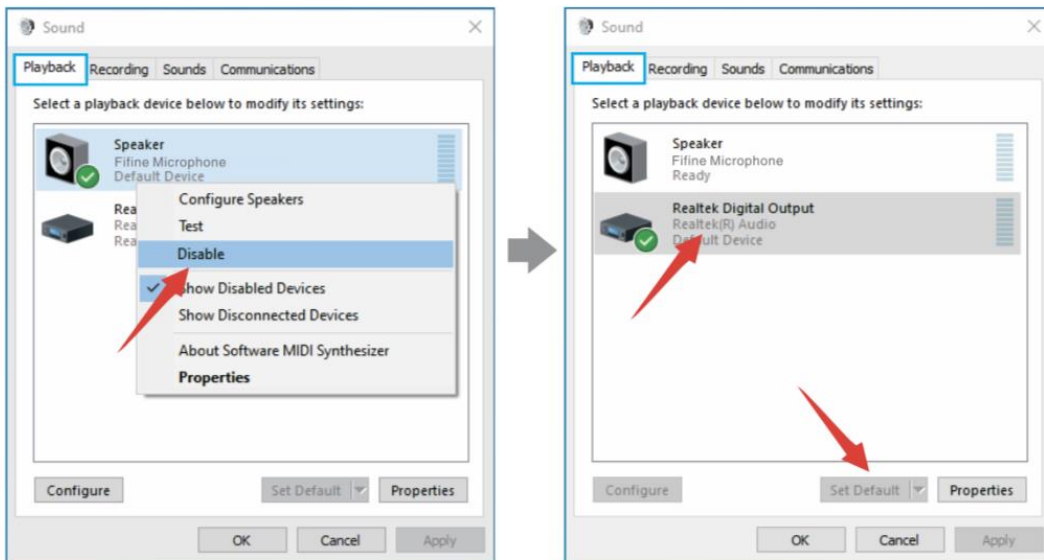 Sound
Playback Recording Sounds Communications
Select a playback device below to modify its settings:
Speaker
Fifine Microphone
Default Device
Rea
Rea
Rea
Configure Speakers
Test
Disable
Show Disabled Devices
Show Disconnected Devices
About Software MIDI Synthesizer
Properties
Configure Set Default Properties
OK Cancel Apply
Sound
Playback Recording Sounds Communications
Select a playback device below to modify its settings:
Speaker
Fifine Microphone
Ready
Realtek Digital Output
Realtek(R) Audio
Default Device
Configure Set Default Properties
OK Cancel Apply